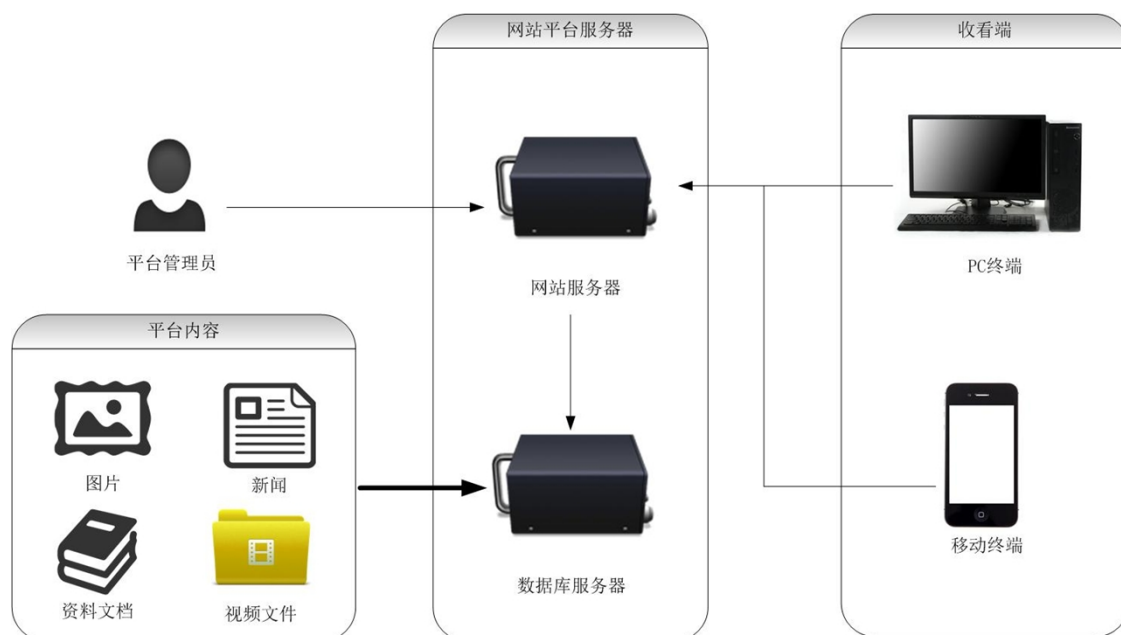 网站平台服务器
收看端
平台管理员
网站服务器
PC终端
平台内容
图片
新闻
资料文档
视频文件
数据库服务器
移动终端